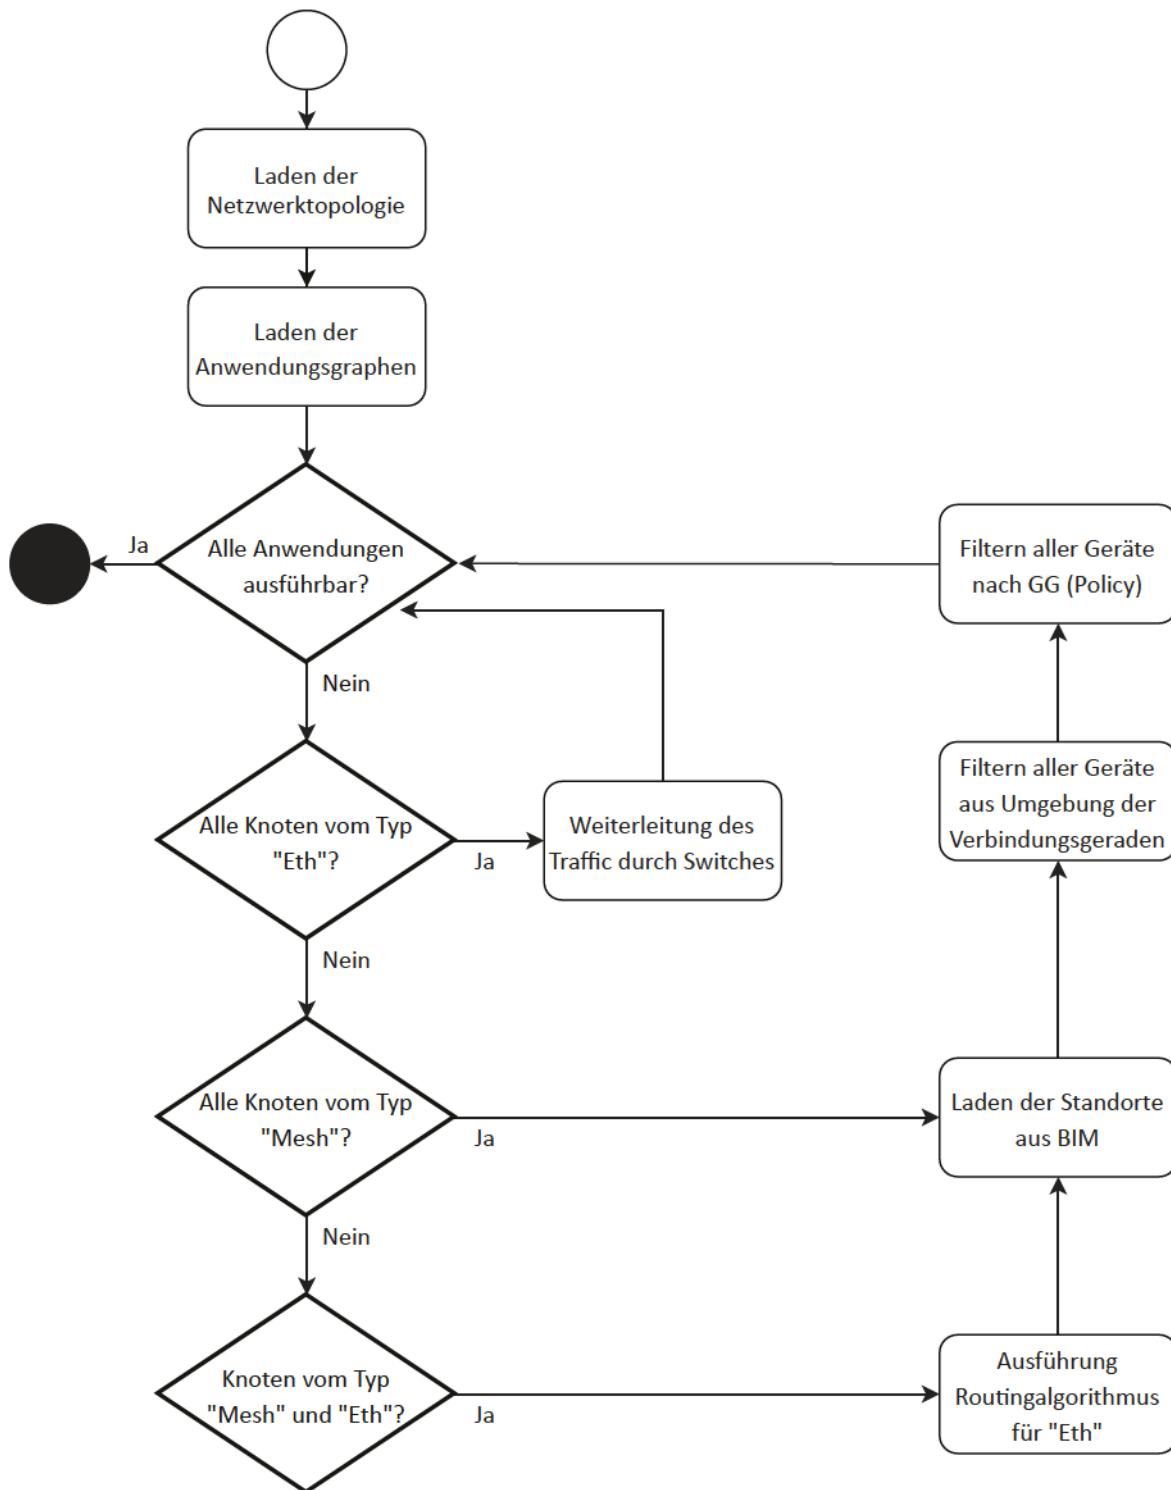 Laden der
Netzwerktopologie
Laden der
Anwendungsgraphen
Ja
Alle Anwendungen
ausführbar?
Filtern aller Geräte
nach GG (Policy)
Nein
Alle Knoten vom Typ
"Eth"?
Ja
Weiterleitung des
Traffic durch Switches
Filtern aller Geräte
aus Umgebung der
Verbindungsgeraden
Nein
Alle Knoten vom Typ
"Mesh"?
Ja
Laden der Standorte
aus BIM
Nein
Knoten vom Typ
"Mesh" und "Eth"?
Ja
Ausführung
Routingalgorithmus
für "Eth"